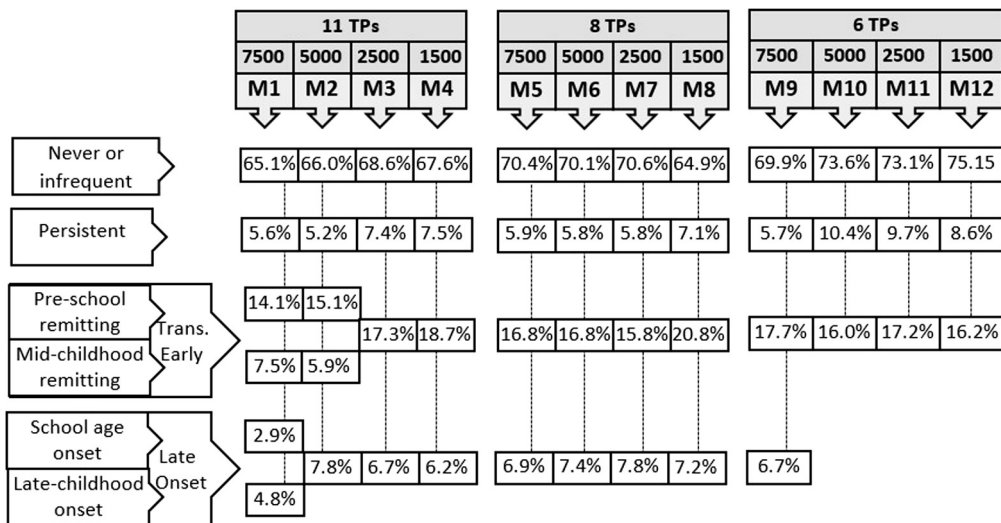 11 TPs 8 TPs 6 TPs
7500 5000 2500 1500 7500 5000 2500 1500 7500 5000 2500 1500
M1 M2 M3 M4 M5 M6 M7 M8 M9 M10 M11 M12
Never or
infrequent
65.1% 66.0% 68.6% 67.6% 70.4% 70.1% 70.6% 64.9% 69.9% 73.6% 73.1% 75.15
Persistent 5.6% 5.2% 7.4% 7.5% 5.9% 5.8% 5.8% 7.1% 5.7% 10.4% 9.7% 8.6%
Pre-school
remitting
14.1% 15.1%
Trans.
Early
17.3% 18.7% 16.8% 16.8% 15.8% 20.8% 17.7% 16.0% 17.2% 16.2%
Mid-childhood
remitting
7.5% 5.9%
School age
onset
2.9%
Late
Onset
7.8% 6.7% 6.2% 6.9% 7.4% 7.8% 7.2% 6.7%
Late-childhood
onset
4.8%